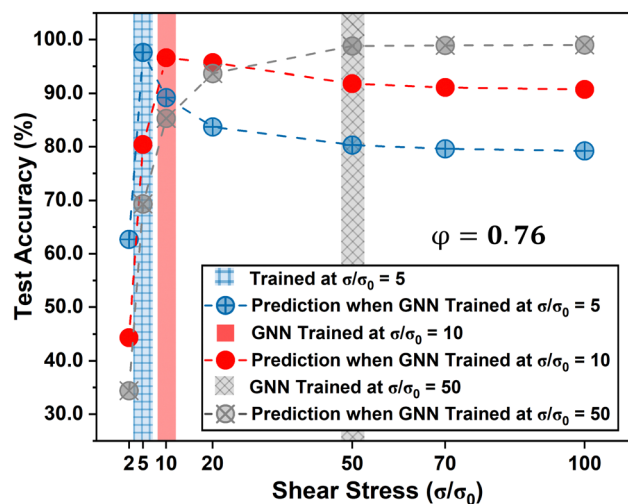 Test Accuracy (%)
100.0
90.0
80.0
70.0
60.0
50.0
40.0
30.0
φ = 0.76
Trained at σ/σ₀ = 5
Prediction when GNN Trained at σ/σ₀ = 5
GNN Trained at σ/σ₀ = 10
Prediction when GNN Trained at σ/σ₀ = 10
GNN Trained at σ/σ₀ = 50
Prediction when GNN Trained at σ/σ₀ = 50
2 5 10 20 50 70 100
Shear Stress (σ/σ₀)